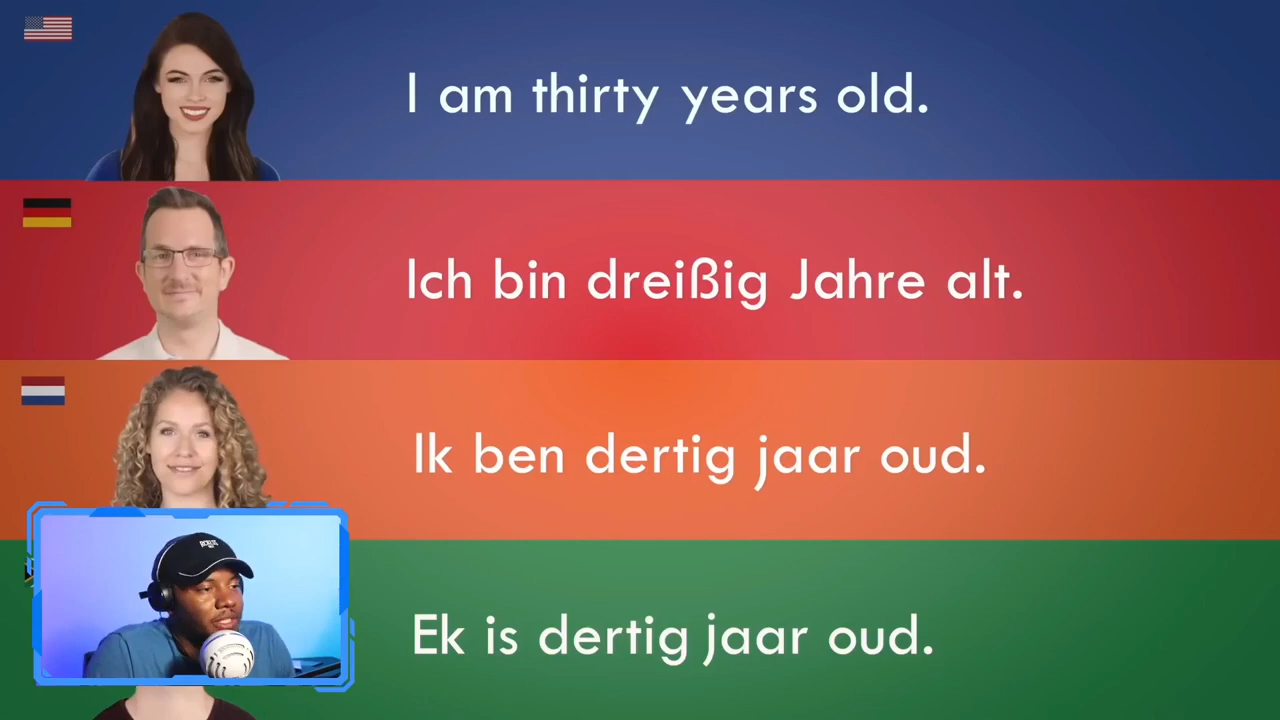 I am thirty years old.
Ich bin dreißig Jahre alt.
Ik ben dertig jaar oud.
Ek is dertig jaar oud.